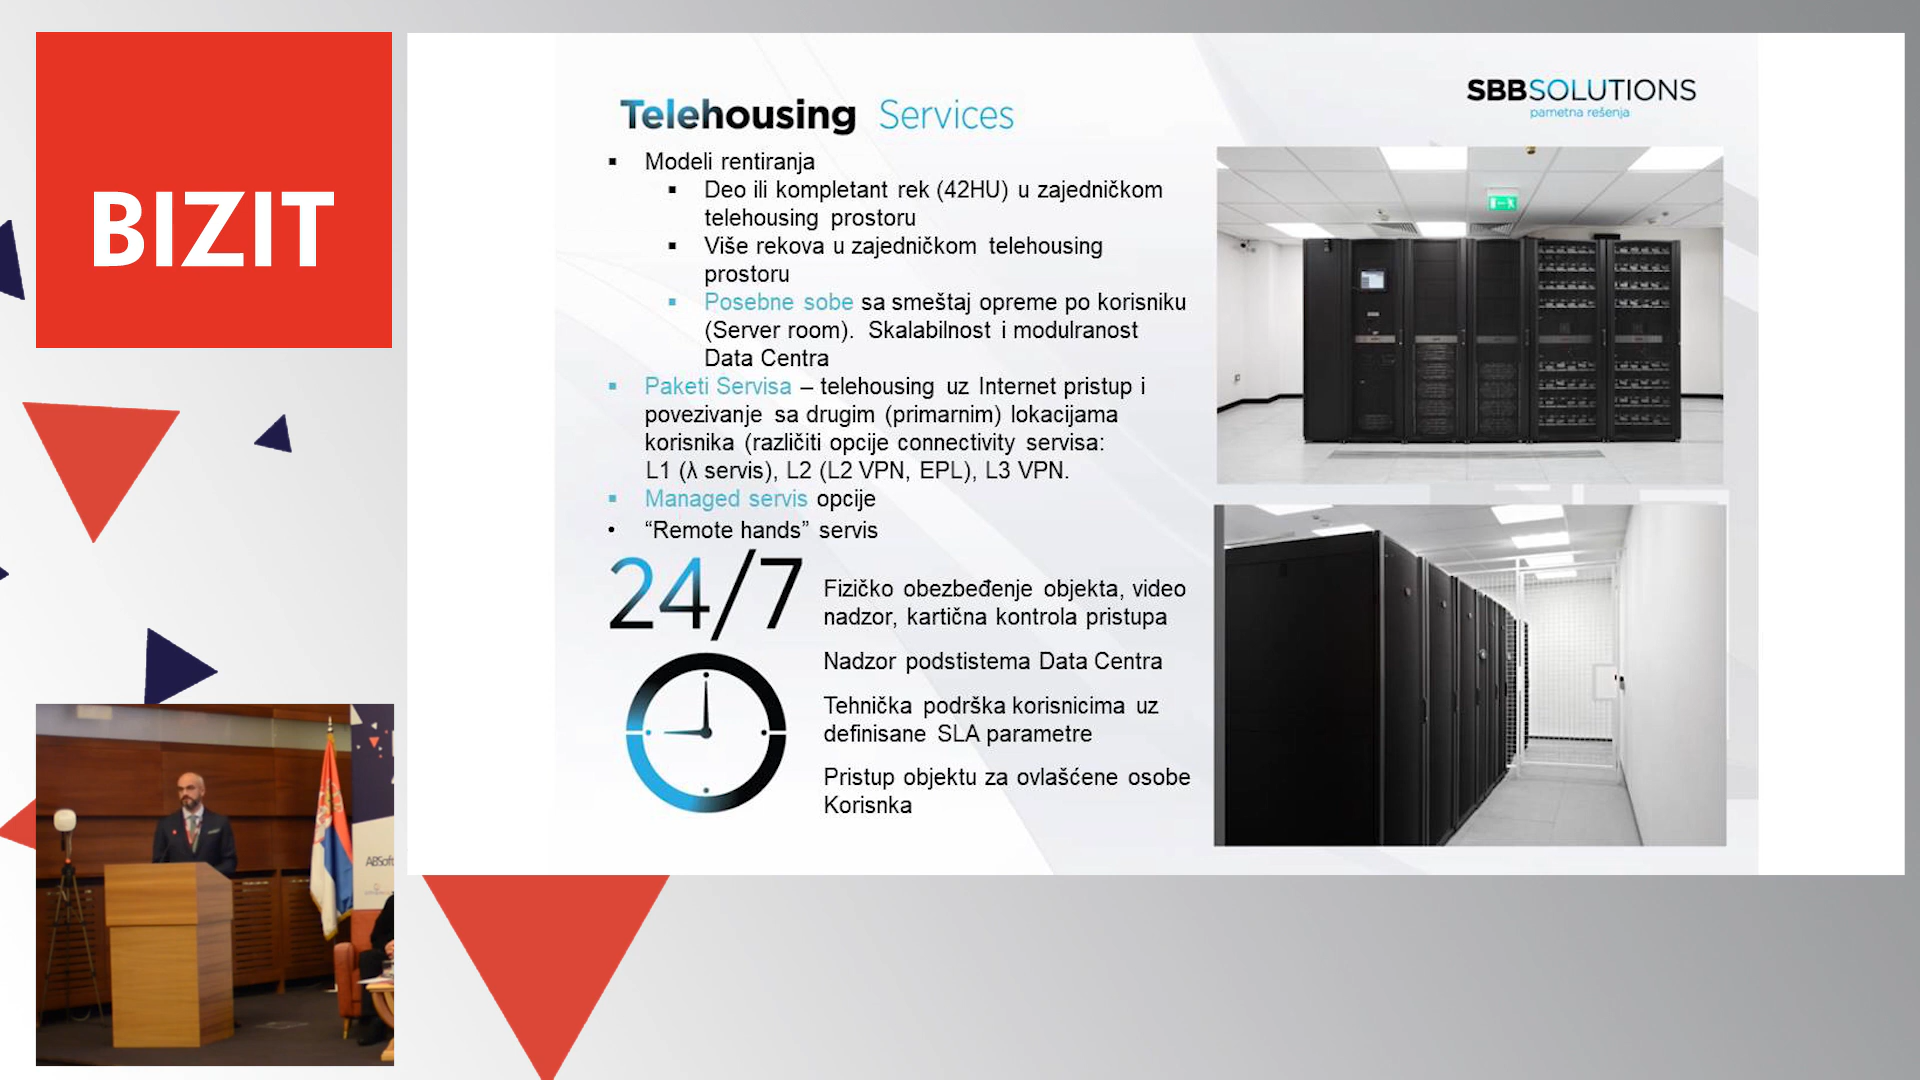 BIZIT
Telehousing Services
SBBSOLUTIONS
pametna rešenja
▪ Modeli rentiranja
▪ Deo ili kompletant rek (42HU) u zajedničkom
telehousing prostoru
▪ Više rekova u zajedničkom telehousing
prostoru
▪ Posebne sobe sa smeštaj opreme po korisniku
(Server room). Skalabilnost i modulranost
Data Centra
▪ Paketi Servisa – telehousing uz Internet pristup i
povezivanje sa drugim (primarnim) lokacijama
korisnika (različiti opcije connectivity servisa:
L1 (λ servis), L2 (L2 VPN, EPL), L3 VPN.
▪ Managed servis opcije
• “Remote hands” servis
24/7
Fizičko obezbeđenje objekta, video
nadzor, kartična kontrola pristupa
Nadzor podstistema Data Centra
Tehnička podrška korisnicima uz
definisane SLA parametre
Pristup objektu za ovlašćene osobe
Korisnka
ABSoft